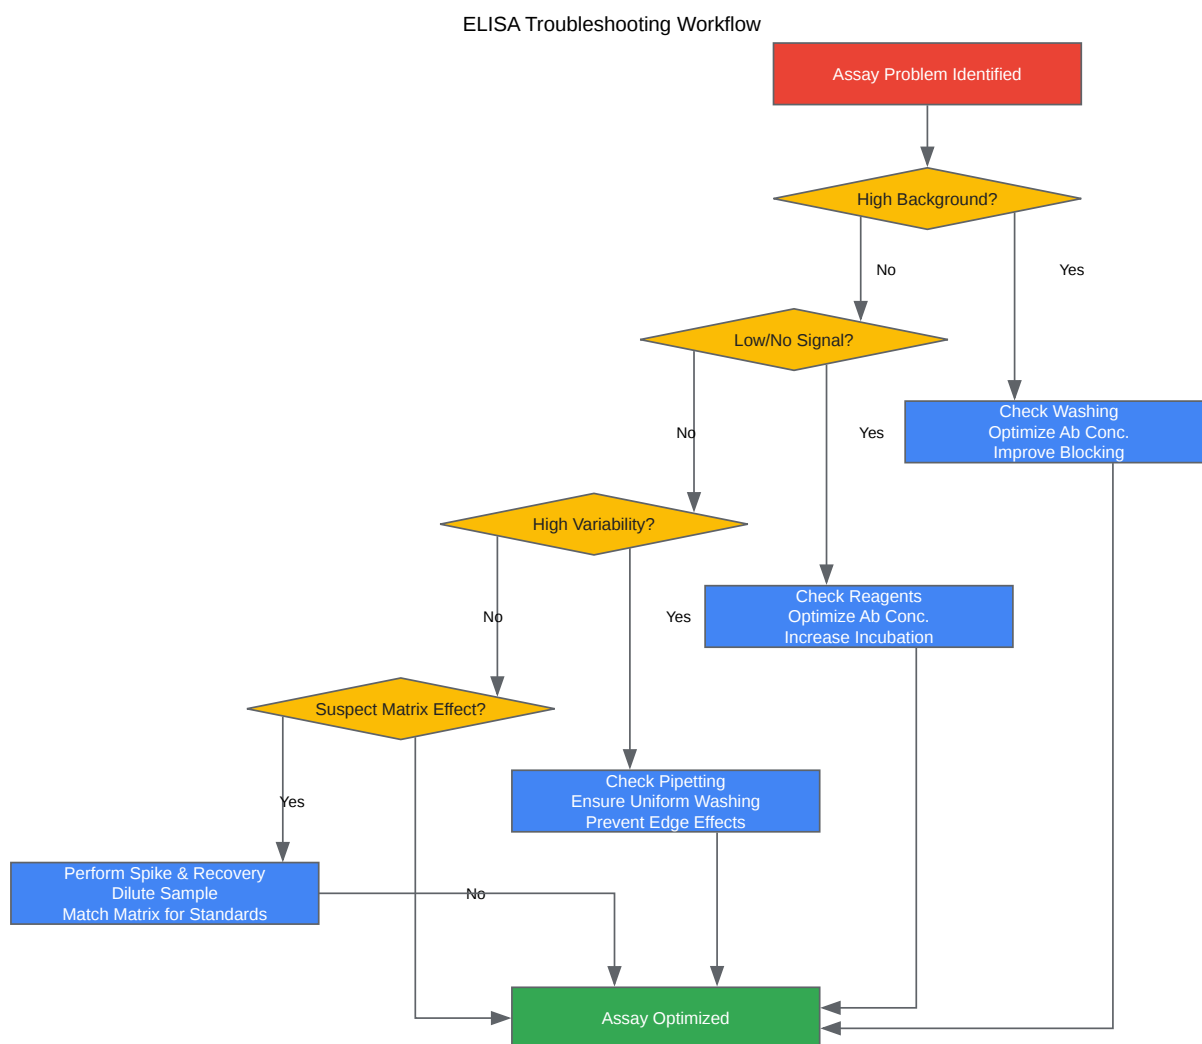 ELISA Troubleshooting Workflow
Assay Problem Identified
High Background?
No
Yes
Low/No Signal?
No
Yes
Check Washing
Optimize Ab Conc.
Improve Blocking
High Variability?
No
Yes
Check Reagents
Optimize Ab Conc.
Increase Incubation
Suspect Matrix Effect?
Yes
No
Check Pipetting
Ensure Uniform Washing
Prevent Edge Effects
Perform Spike & Recovery
Dilute Sample
Match Matrix for Standards
Assay Optimized